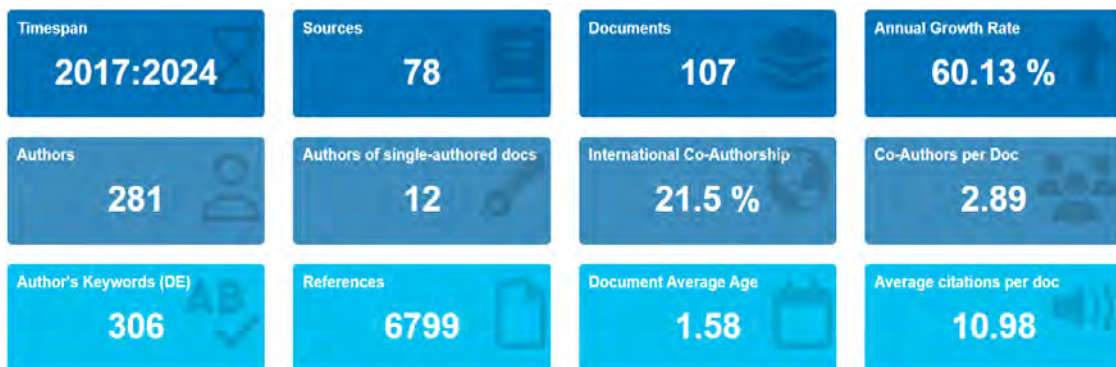 Timespan
2017:2024
Sources
78
Documents
107
Annual Growth Rate
60.13 %
Authors
281
Authors of single-authored docs
12
International Co-Authorship
21.5 %
Co-Authors per Doc
2.89
Author's Keywords (DE)
AB
306
References
6799
Document Average Age
1.58
Average citations per doc
10.98